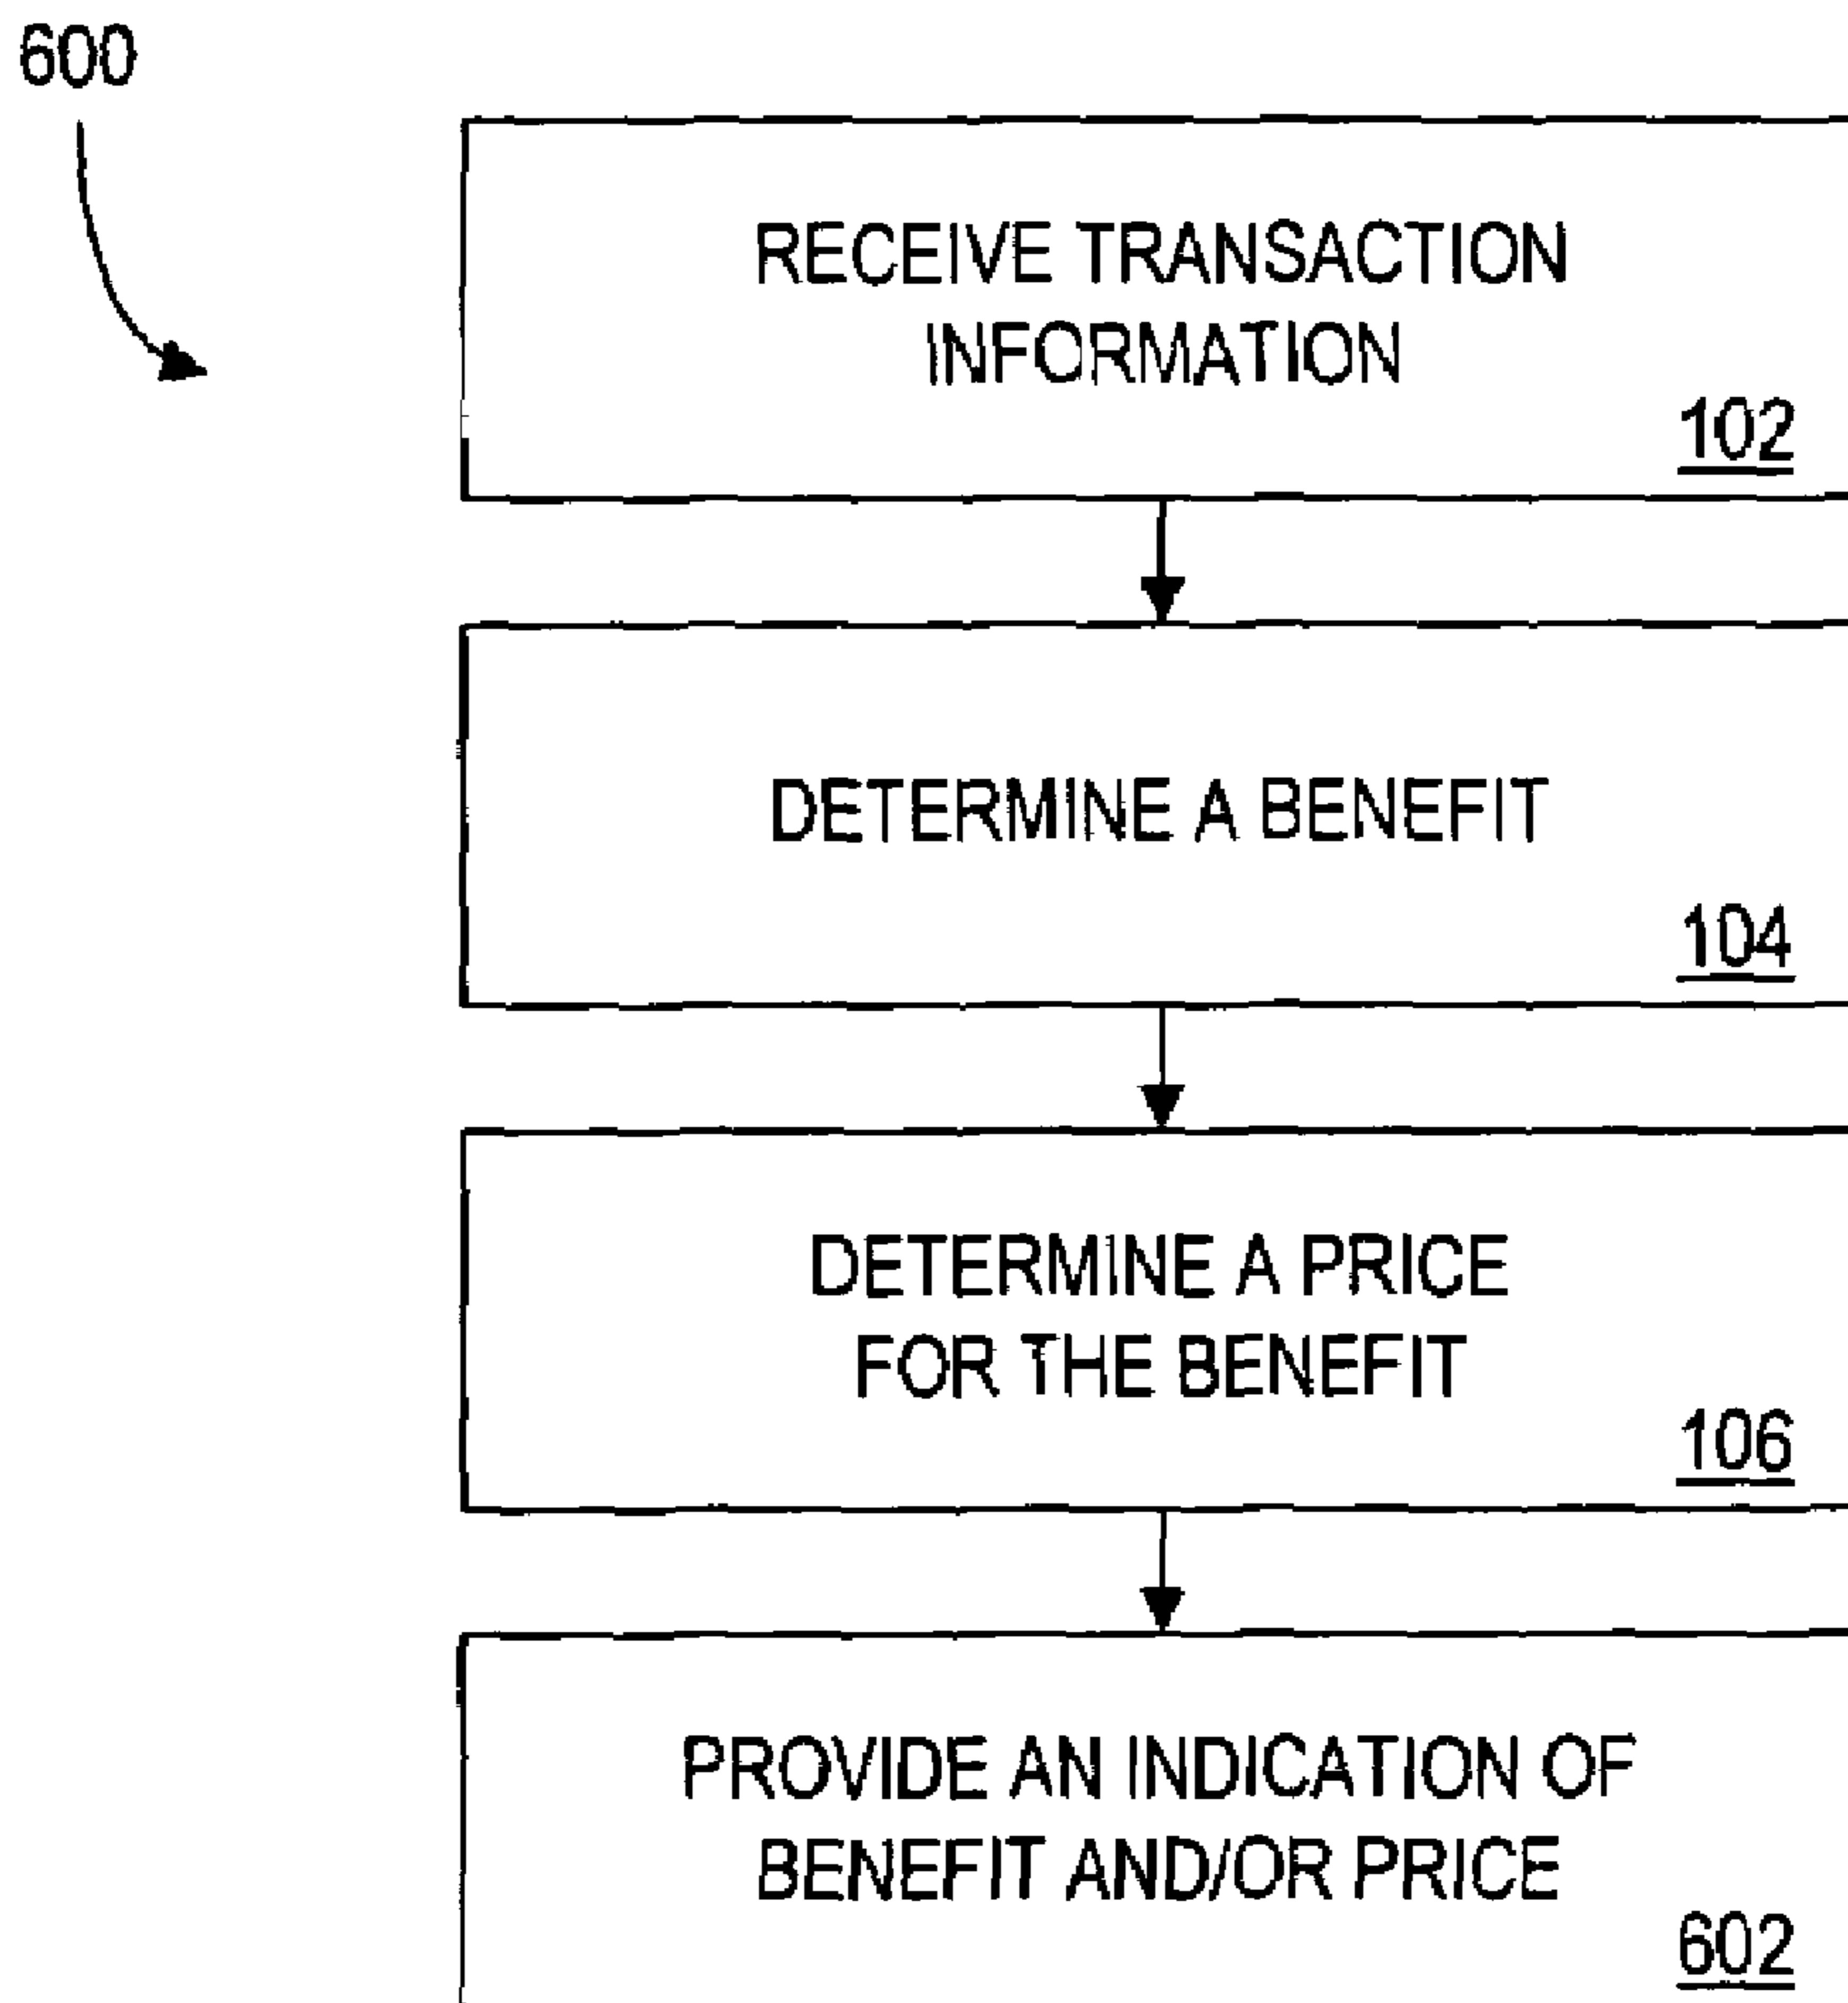 600
RECEIVE TRANSACTION
INFORMATION
102
DETERMINE A BENEFIT
104
DETERMINE A PRICE
FOR THE BENEFIT
106
PROVIDE AN INDICATION OF
BENEFIT AND/OR PRICE
602